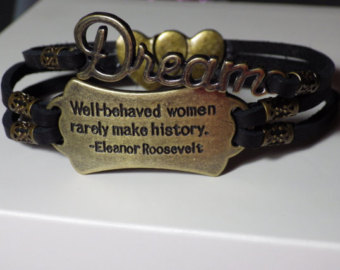 Dream
Well-behaved women
rarely make history.
-Eleanor Roosevelt